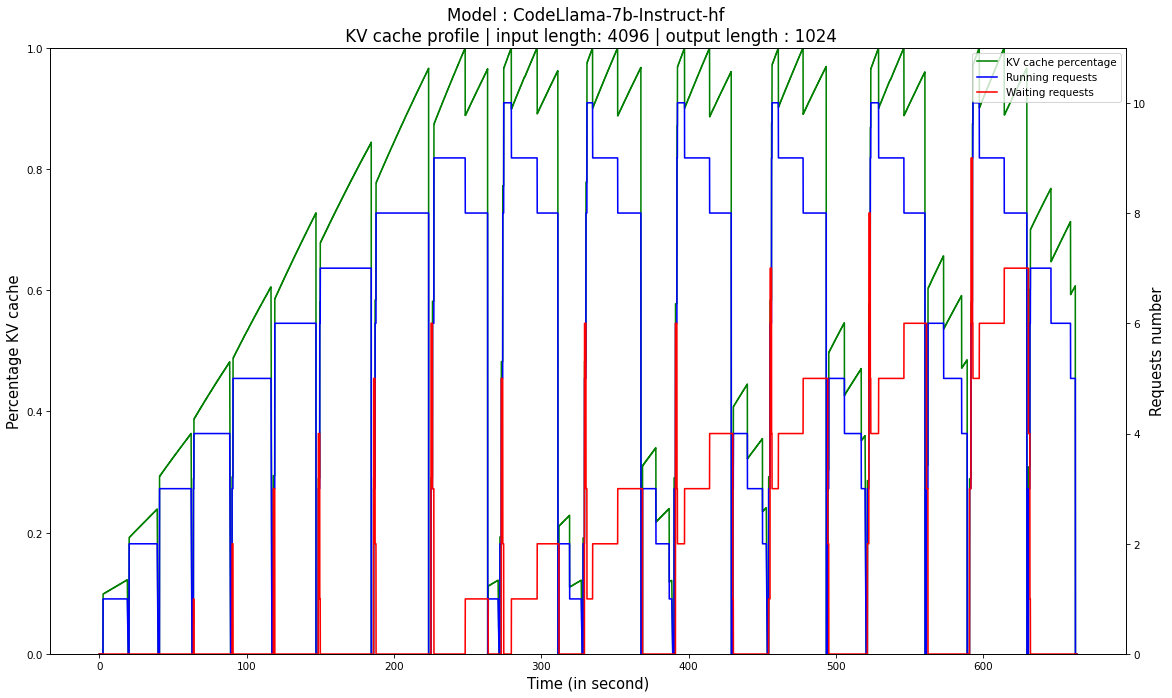 Model : CodeLlama-7b-Instruct-hf
KV cache profile | input length: 4096 | output length : 1024
KV cache percentage
Running requests
Waiting requests
Percentage KV cache
1.0
0.8
0.6
0.4
0.2
0.0
10
8
6
4
2
0
Requests number
0 100 200 300 400 500 600
Time (in second)